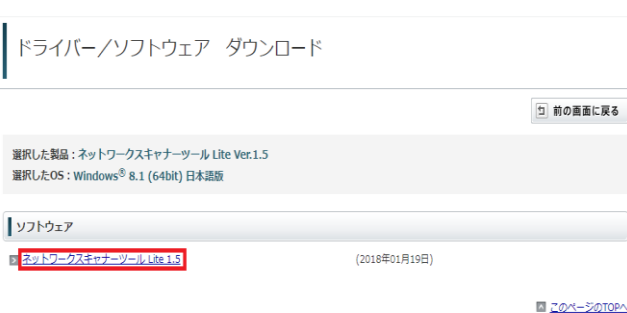 ドライバー／ソフトウェア ダウンロード
前の画面に戻る
選択した製品 : ネットワークスキャナーツール Lite Ver.1.5
選択したOS : Windows® 8.1 (64bit) 日本語版
ソフトウェア
ネットワークスキャナーツール Lite 1.5 (2018年01月19日)
このページのTOPへ